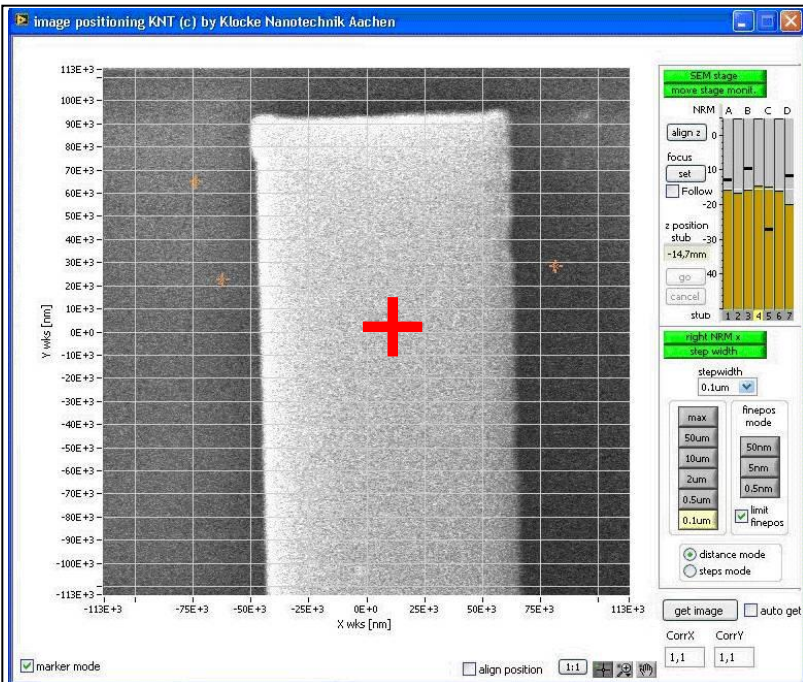 image positioning KNT (c) by Klocke Nanotechnik Aachen
113E+3
100E+3
90E+3
80E+3
70E+3
60E+3
50E+3
40E+3
30E+3
20E+3
10E+3
0E+0
-10E+3
-20E+3
-30E+3
-40E+3
-50E+3
-60E+3
-70E+3
-80E+3
-90E+3
-100E+3
-113E+3
Y wks [nm]
-113E+3 -75E+3 -50E+3 -25E+3 0E+0 25E+3 50E+3 75E+3 113E+3
X wks [nm]
marker mode
align position
1:1
SEM stage
move stage monit.
NRM A B C D
align z
focus
set
Follow
z position
stub
-14,7mm
go
cancel
0
-10
-20
-30
-40
stub 1 2 3 4 5 6 7
right NRM x
step width
stepwidth
0.1um
max
50um
10um
2um
0.5um
0.1um
finepos
mode
50nm
5nm
0.5nm
limit
finepos
distance mode
steps mode
get image
auto get
CorrX CorrY
1,1 1,1